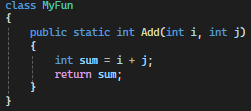 class MyFun
{
    public static int Add(int i, int j)
    {
        int sum = i + j;
        return sum;
    }
}